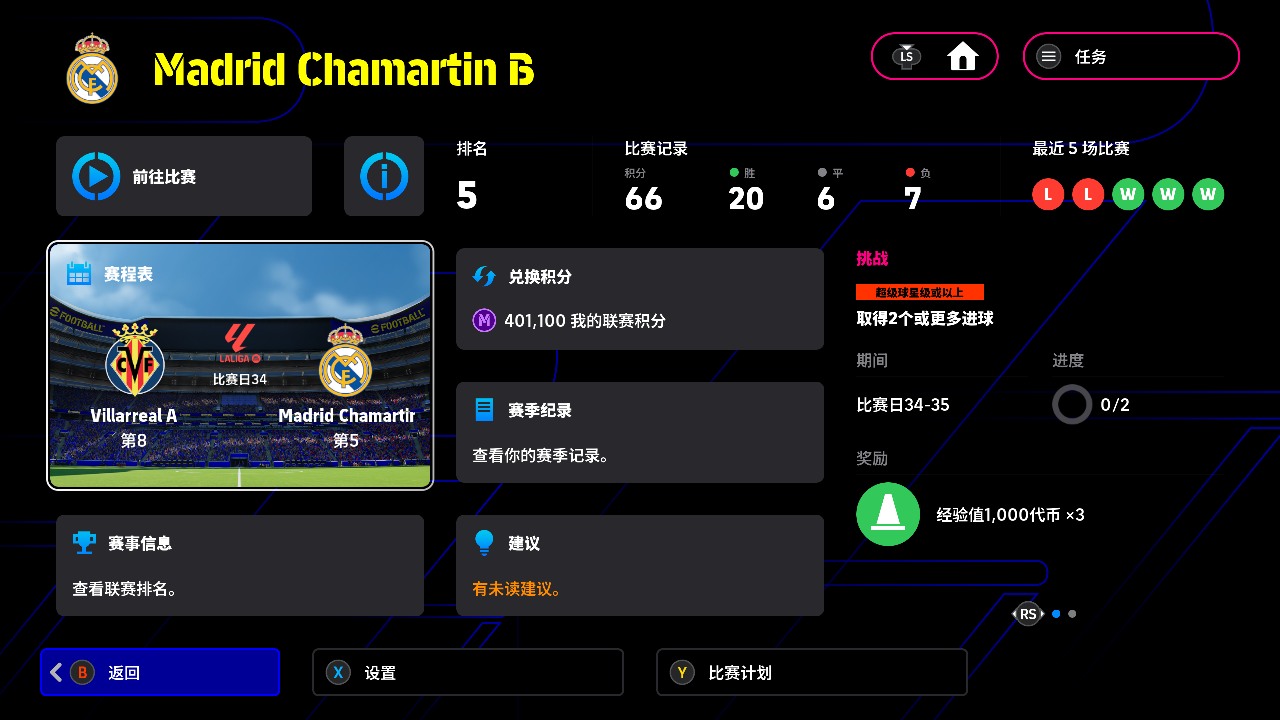 Madrid Chamartin B
LS
任务
前往比赛
排名
5
比赛记录
积分
66
胜
20
平
6
负
7
最近 5 场比赛
L L W W W
赛程表
EFOOTBALL
EFOOTBALL
CVF
LALIGA
比赛日34
Villarreal A
第8
Madrid Chamartir
第5
兑换积分
M 401,100 我的联赛积分
赛季纪录
查看你的赛季记录。
赛事信息
查看联赛排名。
建议
有未读建议。
挑战
超级球星级或以上
取得2个或更多进球
期间
进度
比赛日34-35
0/2
奖励
经验值1,000代币 ×3
RS
B 返回
X 设置
Y 比赛计划